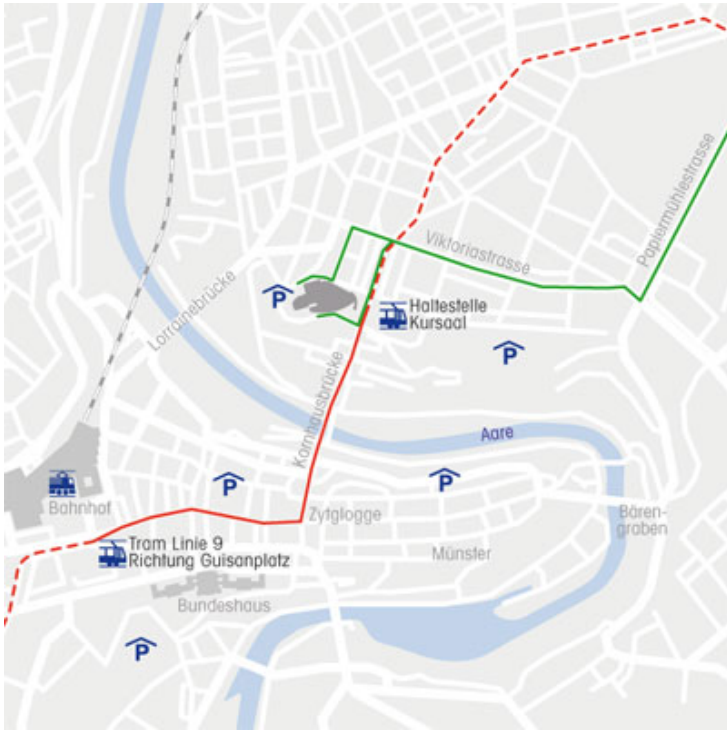 Papiermühlestrasse
Viktoriastrasse
Lorrainebrücke
P
Haltestelle
Kursaal
P
Kornhausbrücke
Aare
P
P
Bahnhof
Zytglogge
Bären-
graben
Tram Linie 9
Richtung Guisanplatz
Münster
Bundeshaus
P